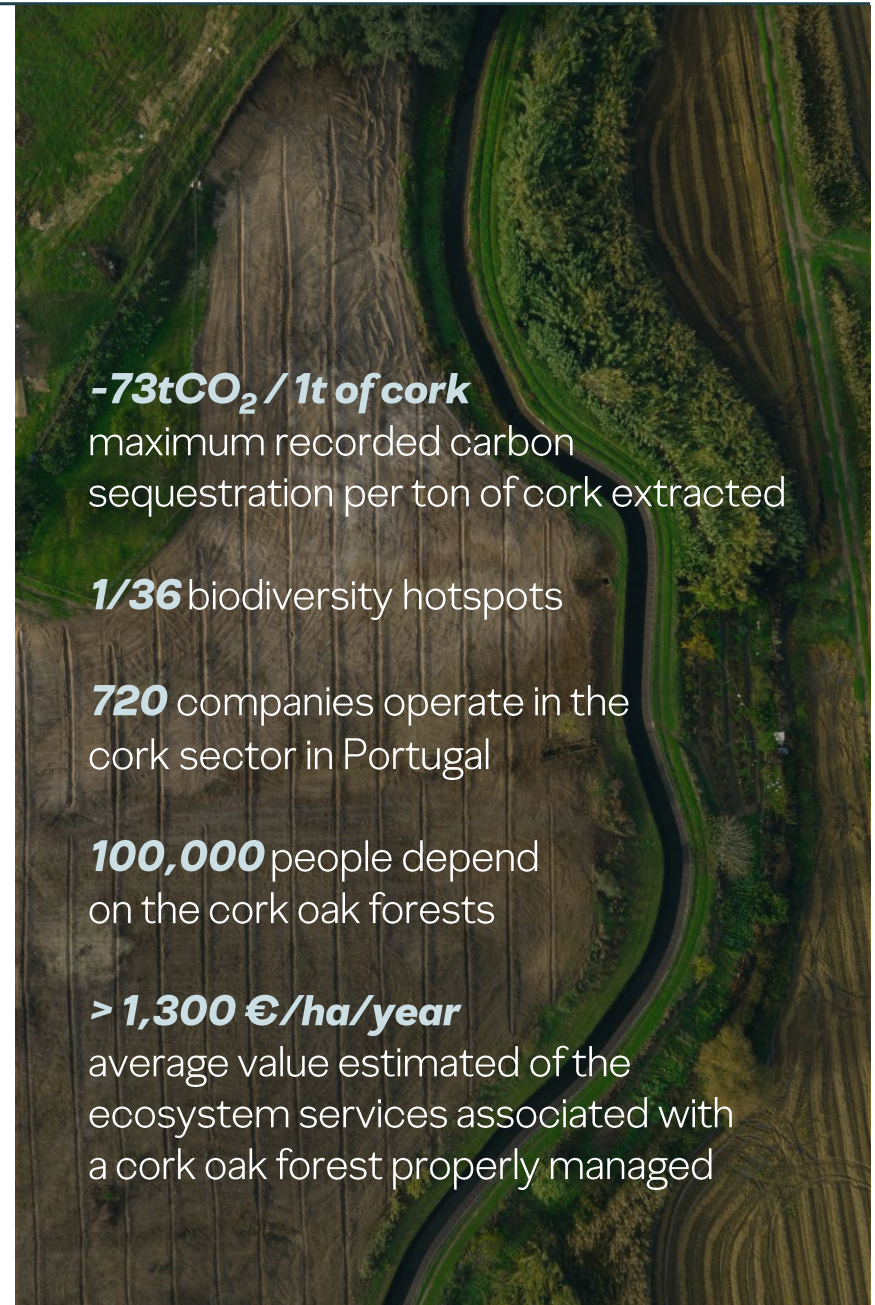 -73tCO₂ / 1t of cork
maximum recorded carbon
sequestration per ton of cork extracted
1/36 biodiversity hotspots
720 companies operate in the
cork sector in Portugal
100,000 people depend
on the cork oak forests
> 1,300 €/ha/year
average value estimated of the
ecosystem services associated with
a cork oak forest properly managed